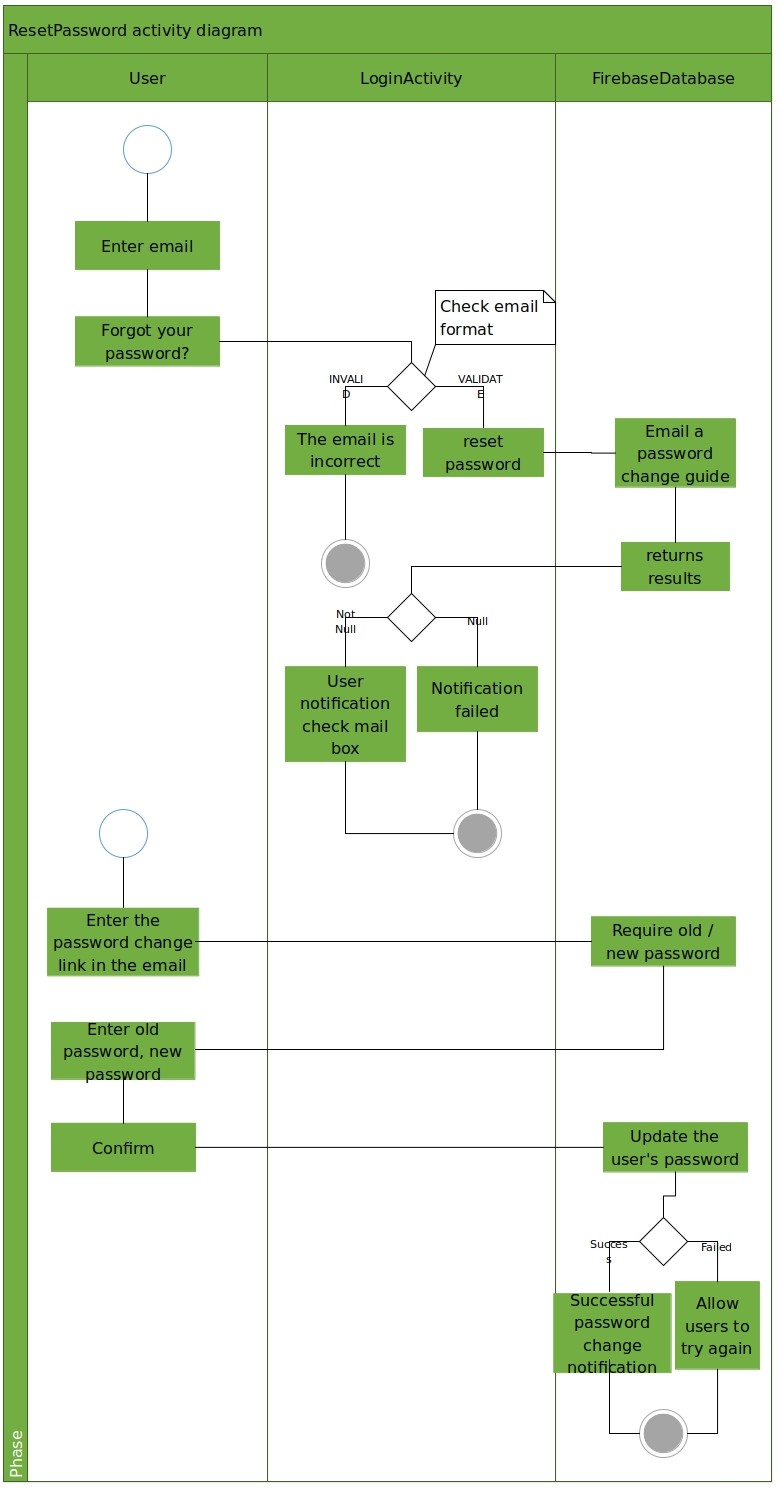 ResetPassword activity diagram
User
LoginActivity
FirebaseDatabase
Enter email
Check email
format
Forgot your
password?
INVALI
D
VALIDAT
E
The email is
incorrect
reset
password
Email a
password
change guide
returns
results
Not
Null
Null
User
notification
check mail
box
Notification
failed
Enter the
password change
link in the email
Require old /
new password
Enter old
password, new
password
Confirm
Update the
user's password
Succes
s
Failed
Successful
password
change
notification
Allow
users to
try again
Phase